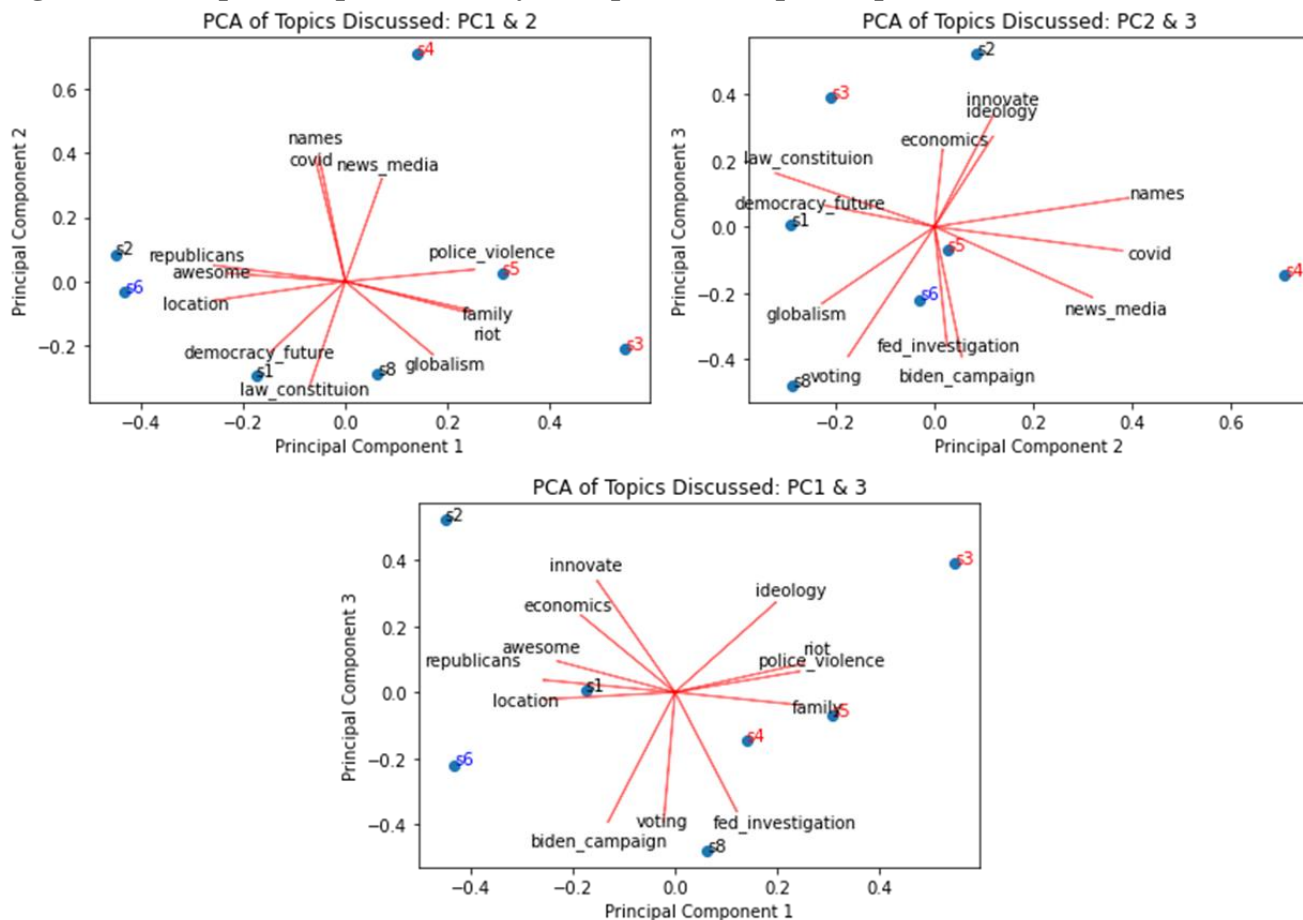 PCA of Topics Discussed: PC1 & 2
Principal Component 2
0.6
0.4
0.2
0.0
−0.2
s4
names
covid
news_media
s2
republicans
awesome
police_violence
s5
s6
location
family
riot
s3
democracy_future
s1
s8
globalism
law_constituion
−0.4
−0.2
0.0
0.2
0.4
Principal Component 1
PCA of Topics Discussed: PC2 & 3
Principal Component 3
0.4
0.2
0.0
−0.2
−0.4
s2
s3
innovate
ideology
economics
law_constituion
democracy_future
names
s1
s5
covid
s4
s6
globalism
news_media
fed_investigation
s8
voting
biden_campaign
−0.2
0.0
0.2
0.4
0.6
Principal Component 2
PCA of Topics Discussed: PC1 & 3
Principal Component 3
0.4
0.2
0.0
−0.2
−0.4
s2
s3
innovate
economics
ideology
awesome
riot
republicans
police_violence
s1
location
family
s5
s4
s6
voting
fed_investigation
biden_campaign
s8
−0.4
−0.2
0.0
0.2
0.4
Principal Component 1